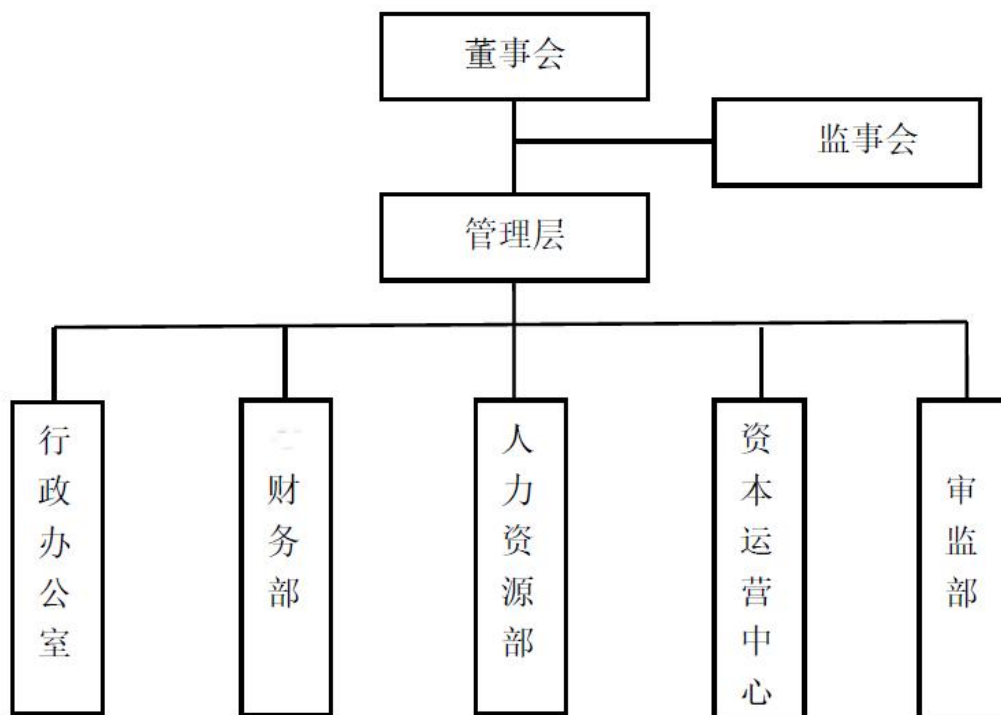 董事会
监事会
管理层
行政办公室
财务部
人力资源部
资本运营中心
审监部